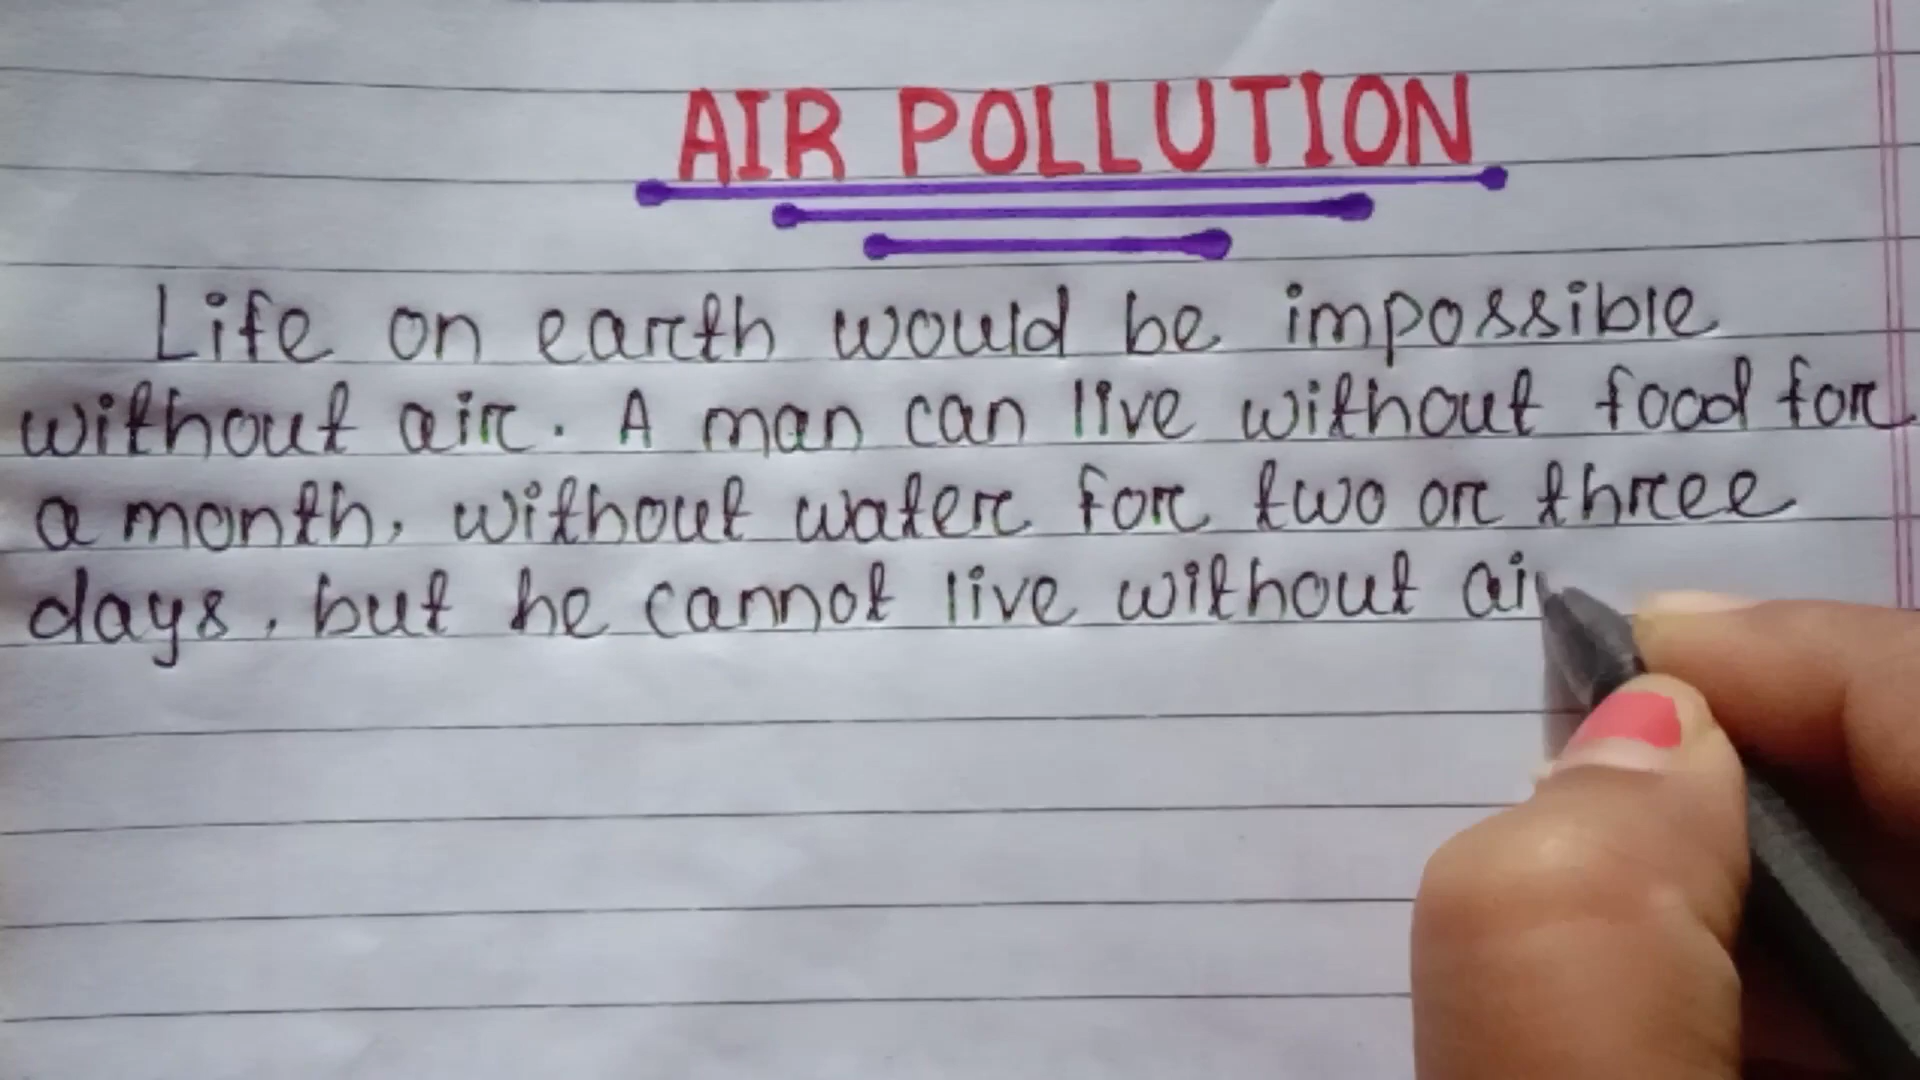 AIR POLLUTION
Life on earth would be impossible
without air. A man can live without food for
a month, without water for two or three
days, but he cannot live without ai